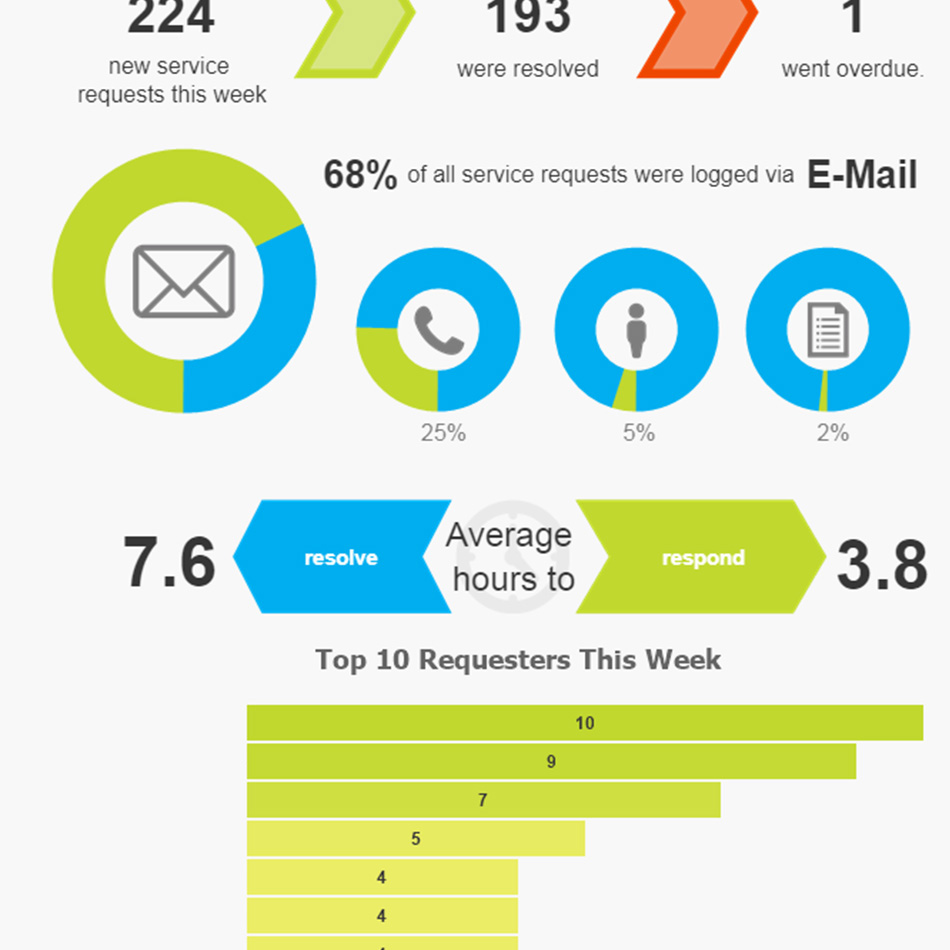 224
193
1
new service
requests this week
were resolved
went overdue.
68% of all service requests were logged via E-Mail
25%
5%
2%
7.6
resolve
Average
hours to
respond
3.8
Top 10 Requesters This Week
10
9
7
5
4
4